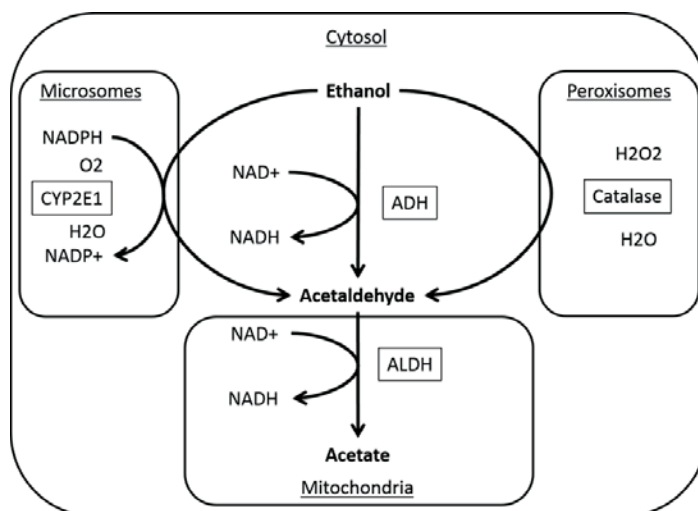 Cytosol
Microsomes
NADPH
O2
CYP2E1
H2O
NADP+
Ethanol
NAD+
ADH
NADH
Acetaldehyde
Peroxisomes
H2O2
Catalase
H2O
NAD+
ALDH
NADH
Acetate
Mitochondria